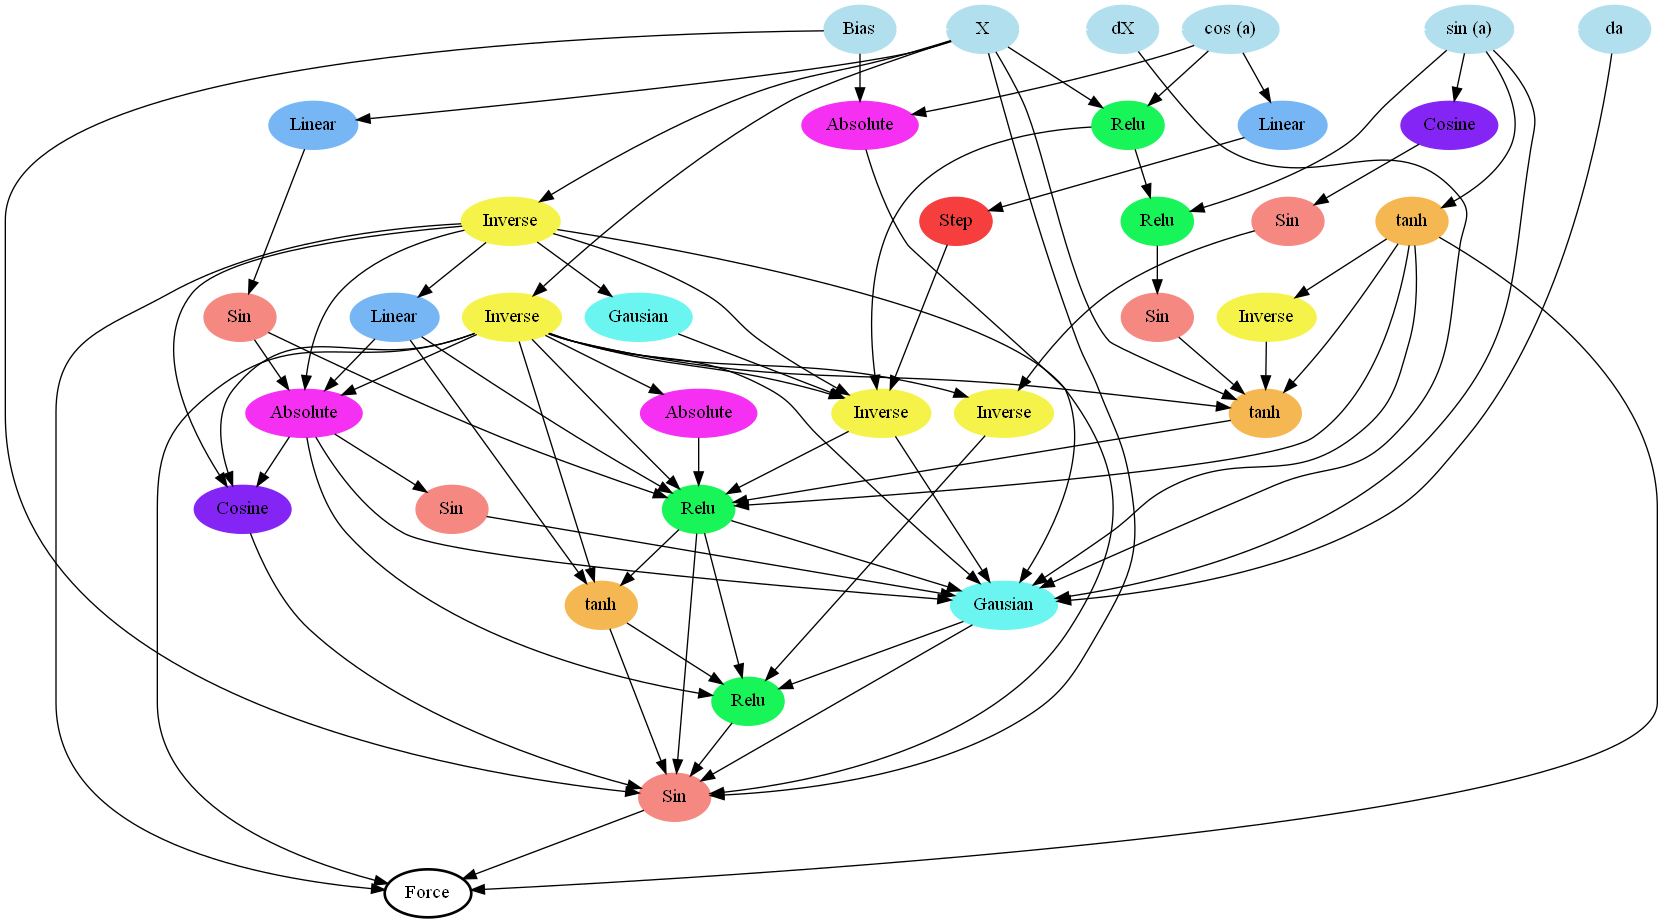 Bias
X
dX
cos (a)
sin (a)
da
Linear
Absolute
Relu
Linear
Cosine
Inverse
Step
Relu
Sin
tanh
Sin
Linear
Inverse
Gausian
Sin
Inverse
Absolute
Absolute
Inverse
Inverse
tanh
Cosine
Sin
Relu
tanh
Gausian
Relu
Sin
Force